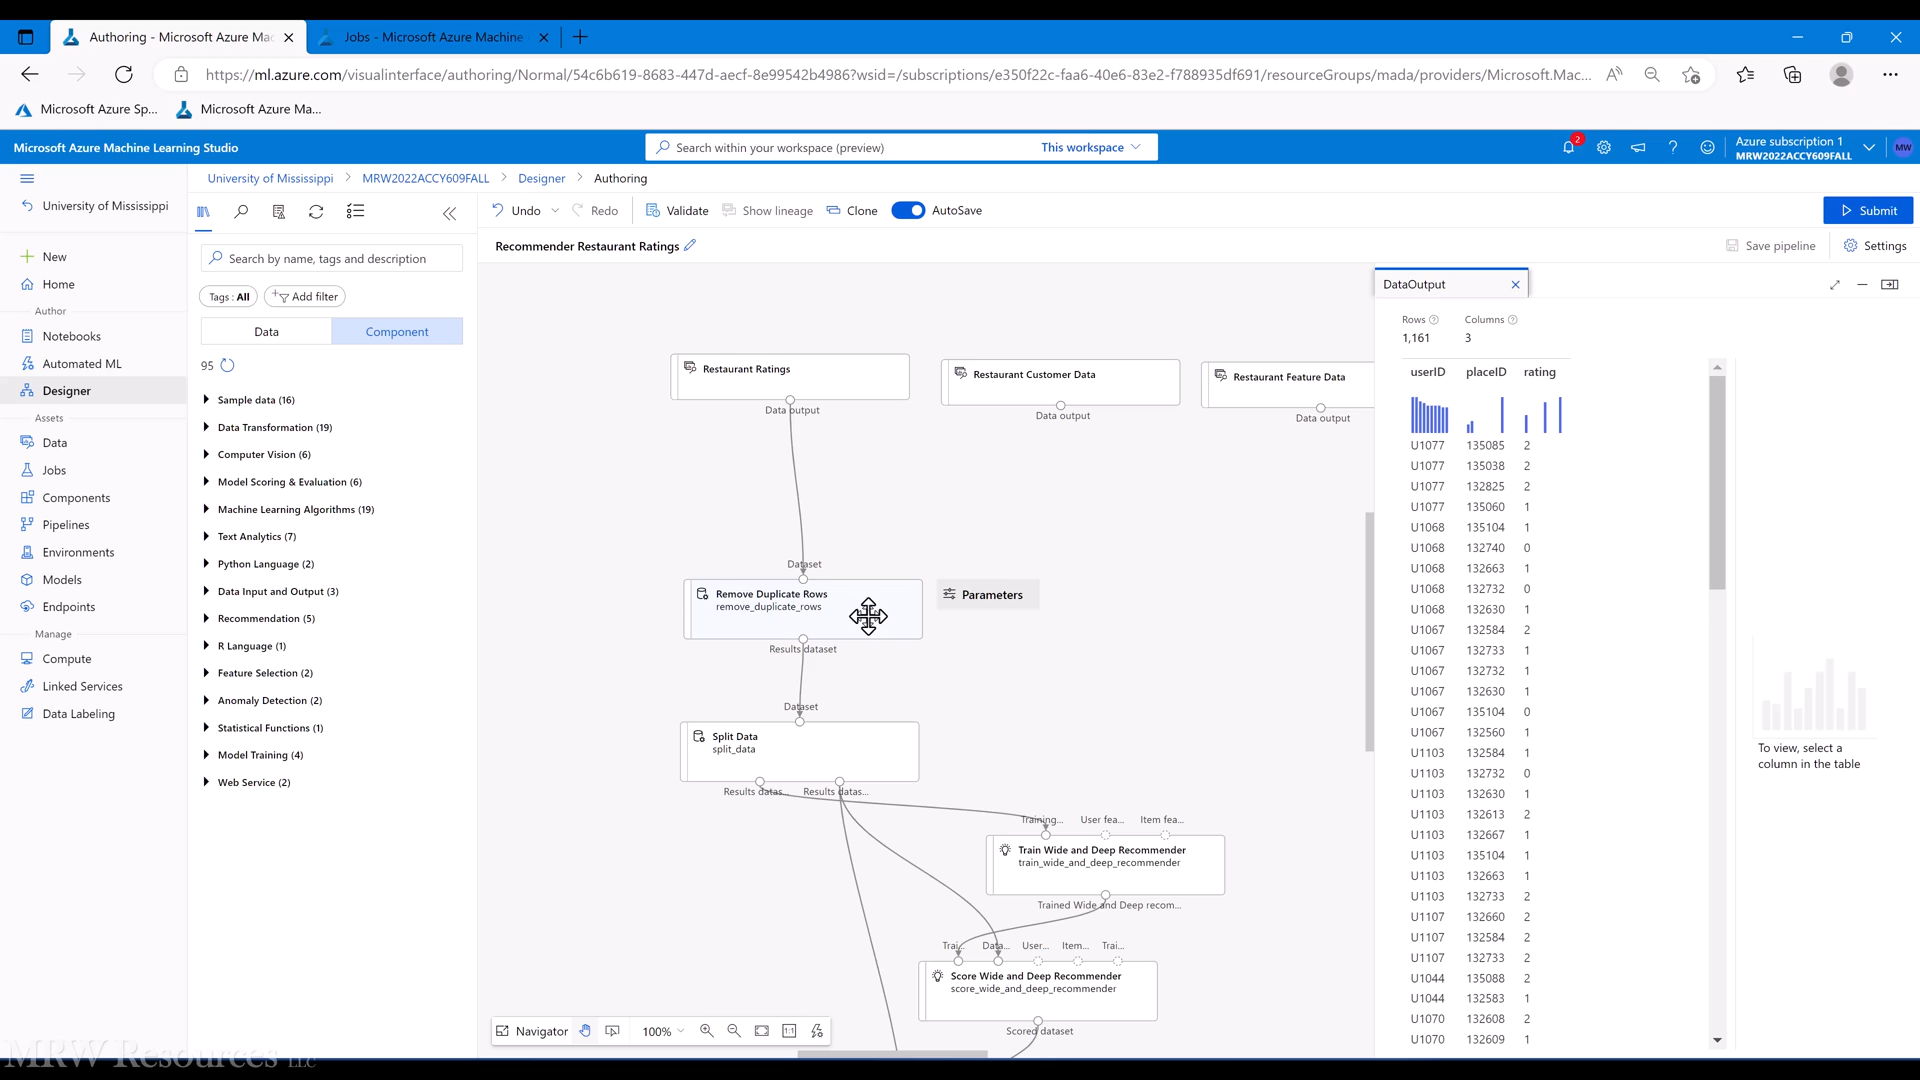 Authoring - Microsoft Azure Mac
Jobs - Microsoft Azure Machine
https://ml.azure.com/visualinterface/authoring/Normal/54c6b619-8683-447d-aecf-8e99542b4986?wsid=/subscriptions/e350f22c-faa6-40e6-83e2-f788935df691/resourceGroups/mada/providers/Microsoft.Mac...
Microsoft Azure Sp...
Microsoft Azure Ma...
Microsoft Azure Machine Learning Studio
Search within your workspace (preview)
This workspace
2
Azure subscription 1
MRW2022ACCY609FALL
MW
University of Mississippi > MRW2022ACCY609FALL > Designer > Authoring
University of Mississippi
New
Home
Author
Notebooks
Automated ML
Designer
Assets
Data
Jobs
Components
Pipelines
Environments
Models
Endpoints
Manage
Compute
Linked Services
Data Labeling
Search by name, tags and description
Tags : All
Add filter
Data
Component
95
Sample data (16)
Data Transformation (19)
Computer Vision (6)
Model Scoring & Evaluation (6)
Machine Learning Algorithms (19)
Text Analytics (7)
Python Language (2)
Data Input and Output (3)
Recommendation (5)
R Language (1)
Feature Selection (2)
Anomaly Detection (2)
Statistical Functions (1)
Model Training (4)
Web Service (2)
Undo
Redo
Validate
Show lineage
Clone
AutoSave
Submit
Recommender Restaurant Ratings
Save pipeline
Settings
Restaurant Ratings
Data output
Restaurant Customer Data
Data output
Restaurant Feature Data
Data output
Dataset
Remove Duplicate Rows
remove_duplicate_rows
Parameters
Results dataset
Dataset
Split Data
split_data
Results datas...
Results datas...
Training...
User fea...
Item fea...
Train Wide and Deep Recommender
train_wide_and_deep_recommender
Trained Wide and Deep recom...
Trai...
Data...
User...
Item...
Trai...
Score Wide and Deep Recommender
score_wide_and_deep_recommender
Scored dataset
Navigator
100%
1:1
DataOutput
Rows
Columns
1,161
3
userID placeID rating
U1077 135085 2
U1077 135038 2
U1077 132825 2
U1077 135060 1
U1068 135104 1
U1068 132740 0
U1068 132663 1
U1068 132732 0
U1068 132630 1
U1067 132584 2
U1067 132733 1
U1067 132732 1
U1067 132630 1
U1067 135104 0
U1067 132560 1
U1103 132584 1
U1103 132732 0
U1103 132630 1
U1103 132613 2
U1103 132667 1
U1103 135104 1
U1103 132663 1
U1103 132733 2
U1107 132660 2
U1107 132584 2
U1107 132733 2
U1044 135088 2
U1044 132583 1
U1070 132608 2
U1070 132609 1
To view, select a
column in the table
MRW Resources LLC